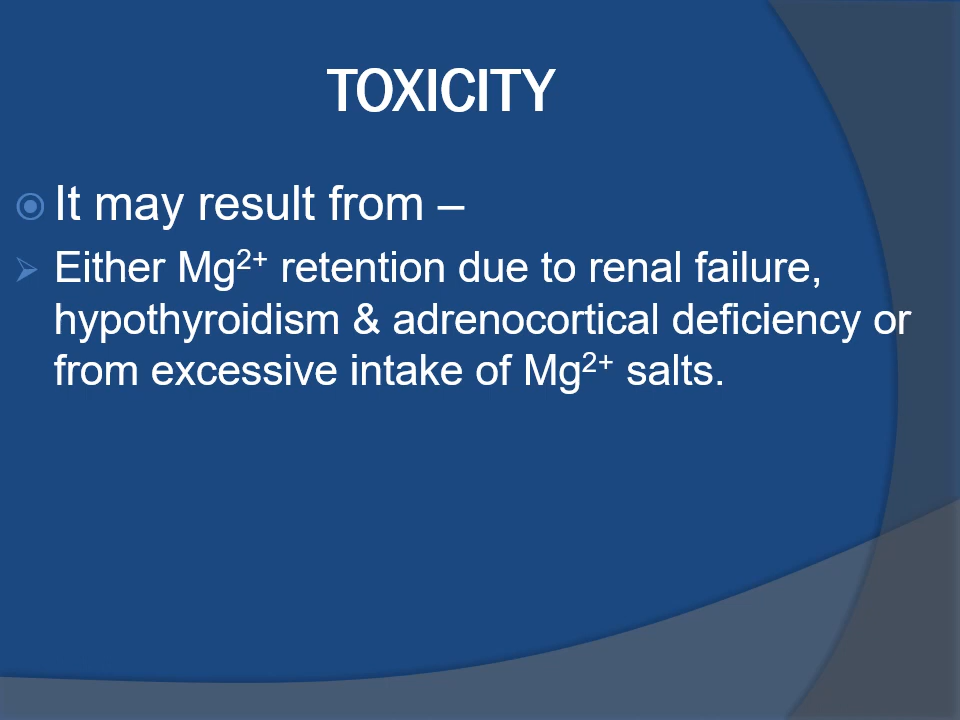 TOXICITY
It may result from –
Either Mg²⁺ retention due to renal failure,
hypothyroidism & adrenocortical deficiency or
from excessive intake of Mg²⁺ salts.